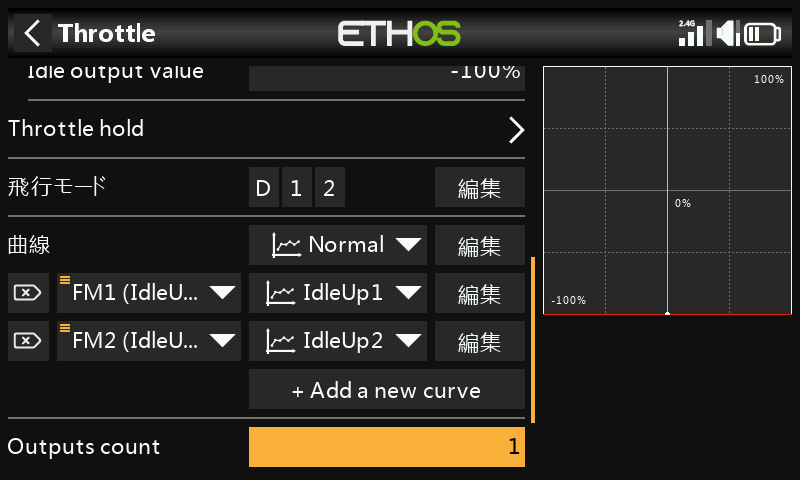 Throttle
ETHOS
2.4G
Idle output value -100%
Throttle hold
飛行モード D 1 2 編集
曲線 Normal 編集
FM1 (IdleU... IdleUp1 編集
FM2 (IdleU... IdleUp2 編集
+ Add a new curve
Outputs count 1
100%
0%
-100%